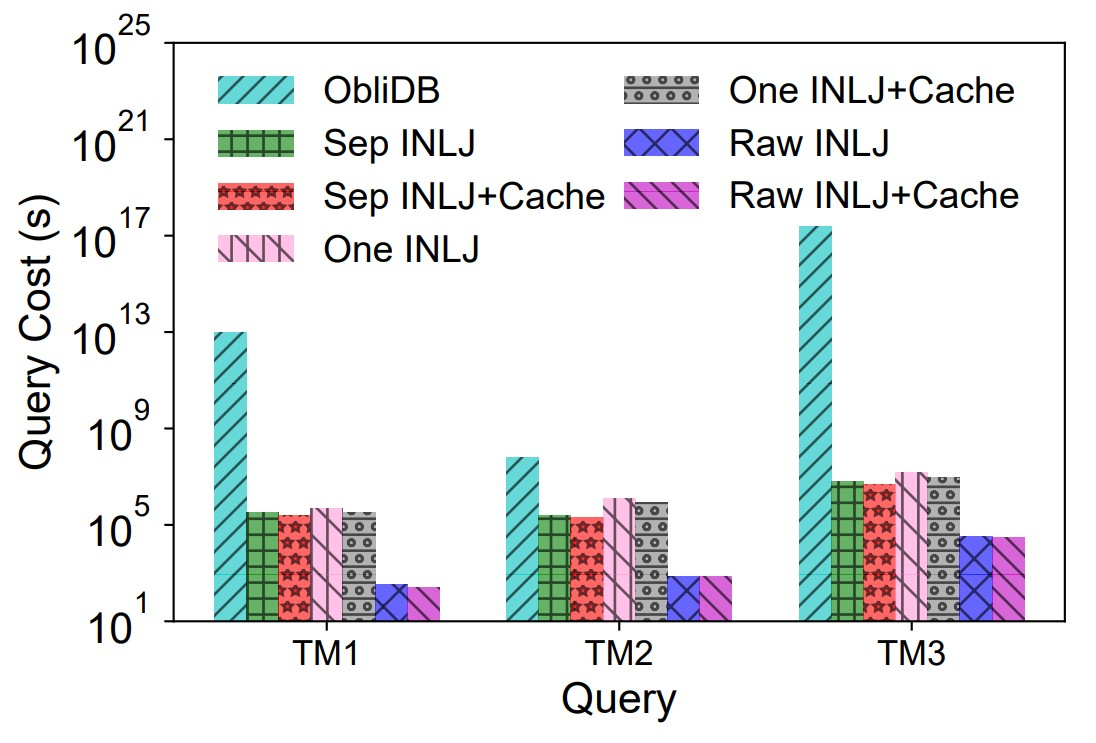 Query Cost (s)
10^25
10^21
10^17
10^13
10^9
10^5
10^1
ObliDB
Sep INLJ
Sep INLJ+Cache
One INLJ
One INLJ+Cache
Raw INLJ
Raw INLJ+Cache
TM1 TM2 TM3
Query